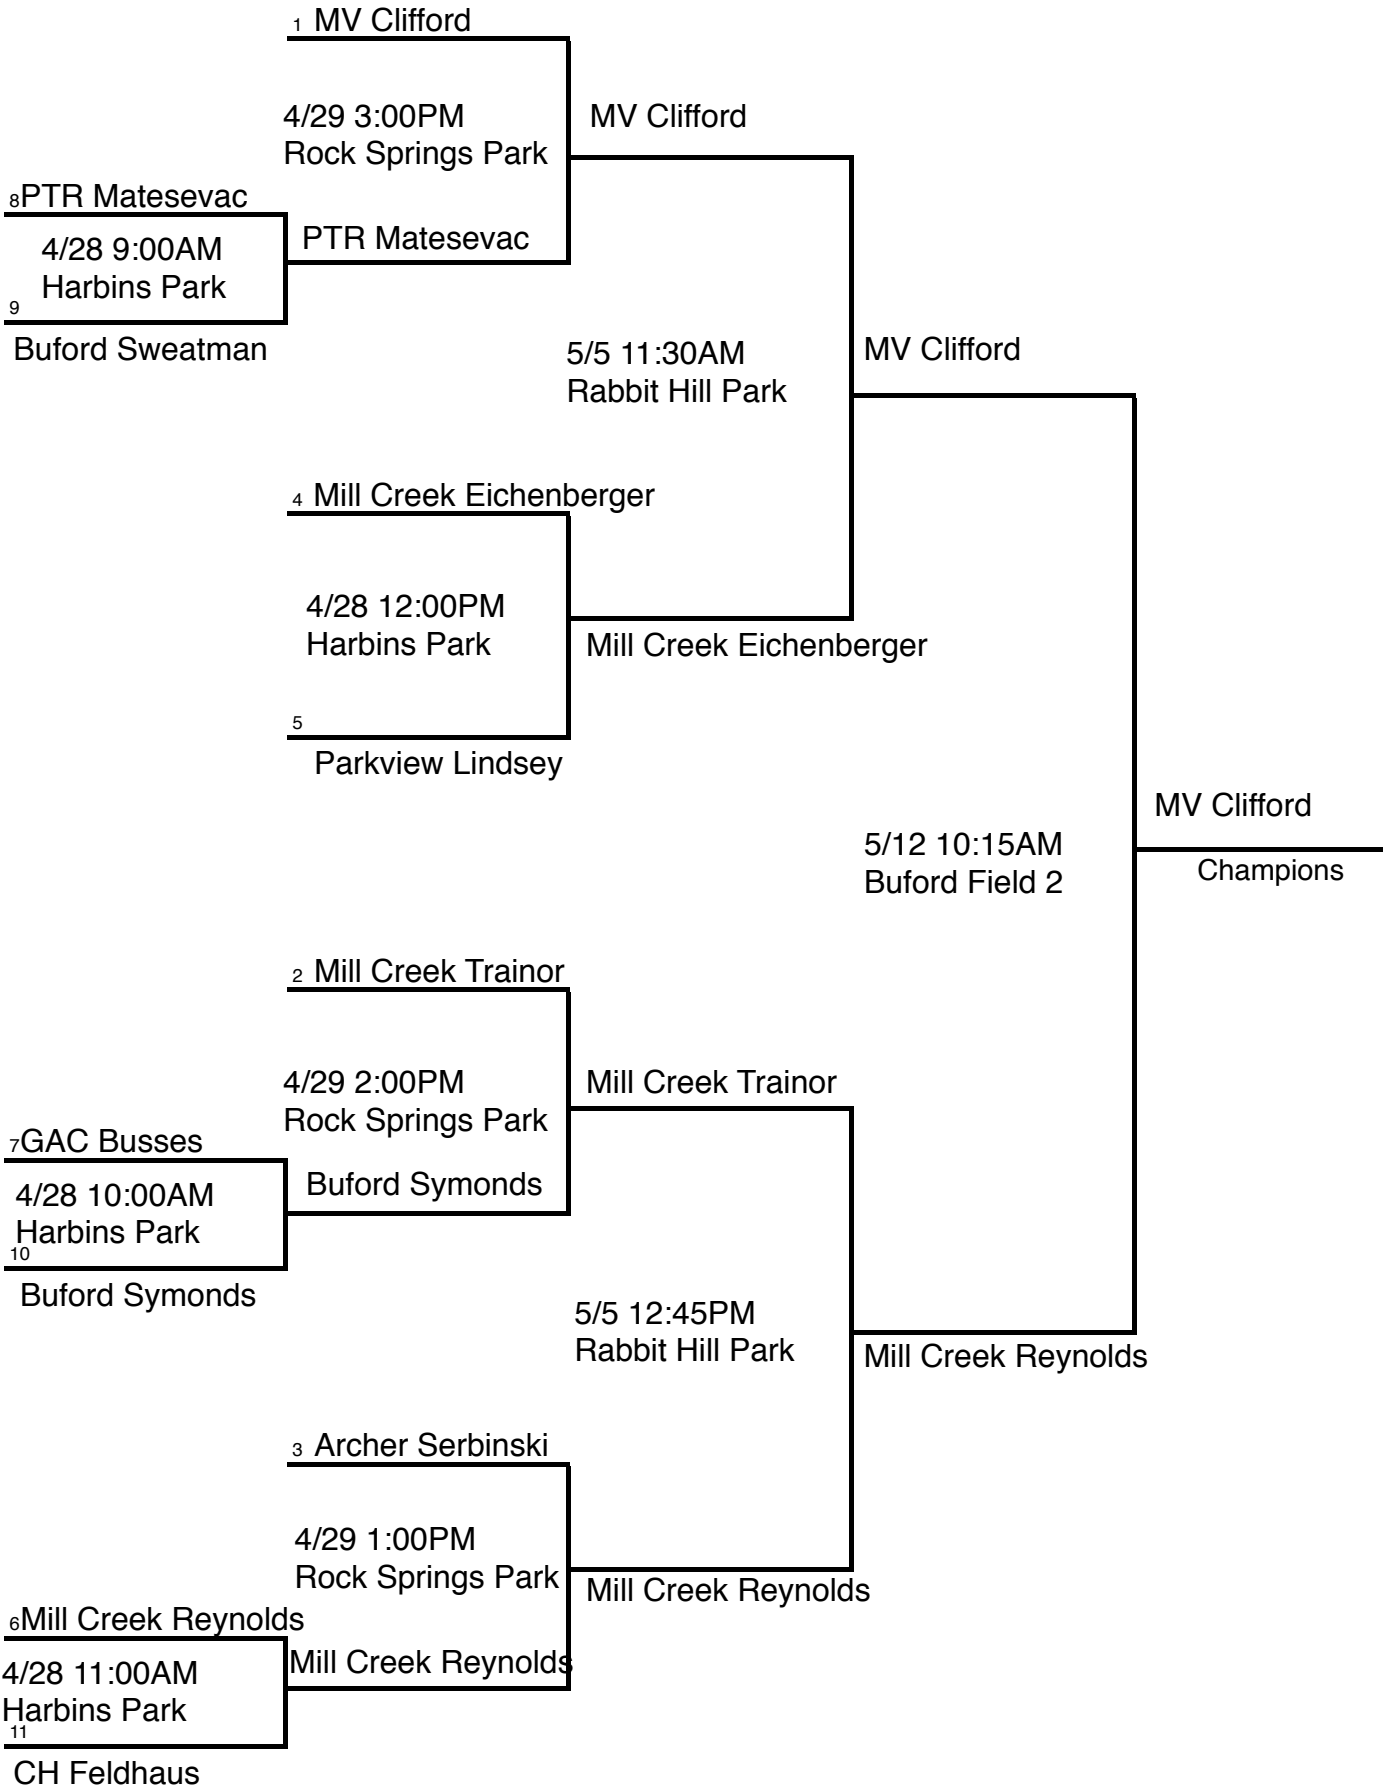 1 MV Clifford
4/29 3:00PM
Rock Springs Park
MV Clifford
8 PTR Matesevac
4/28 9:00AM
Harbins Park
PTR Matesevac
9
Buford Sweatman
5/5 11:30AM
Rabbit Hill Park
MV Clifford
4 Mill Creek Eichenberger
4/28 12:00PM
Harbins Park
Mill Creek Eichenberger
5
Parkview Lindsey
MV Clifford
5/12 10:15AM
Buford Field 2
Champions
2 Mill Creek Trainor
4/29 2:00PM
Rock Springs Park
Mill Creek Trainor
7 GAC Busses
4/28 10:00AM
Harbins Park
Buford Symonds
10
Buford Symonds
5/5 12:45PM
Rabbit Hill Park
Mill Creek Reynolds
3 Archer Serbinski
4/29 1:00PM
Rock Springs Park
Mill Creek Reynolds
6 Mill Creek Reynolds
4/28 11:00AM
Harbins Park
Mill Creek Reynolds
11
CH Feldhaus